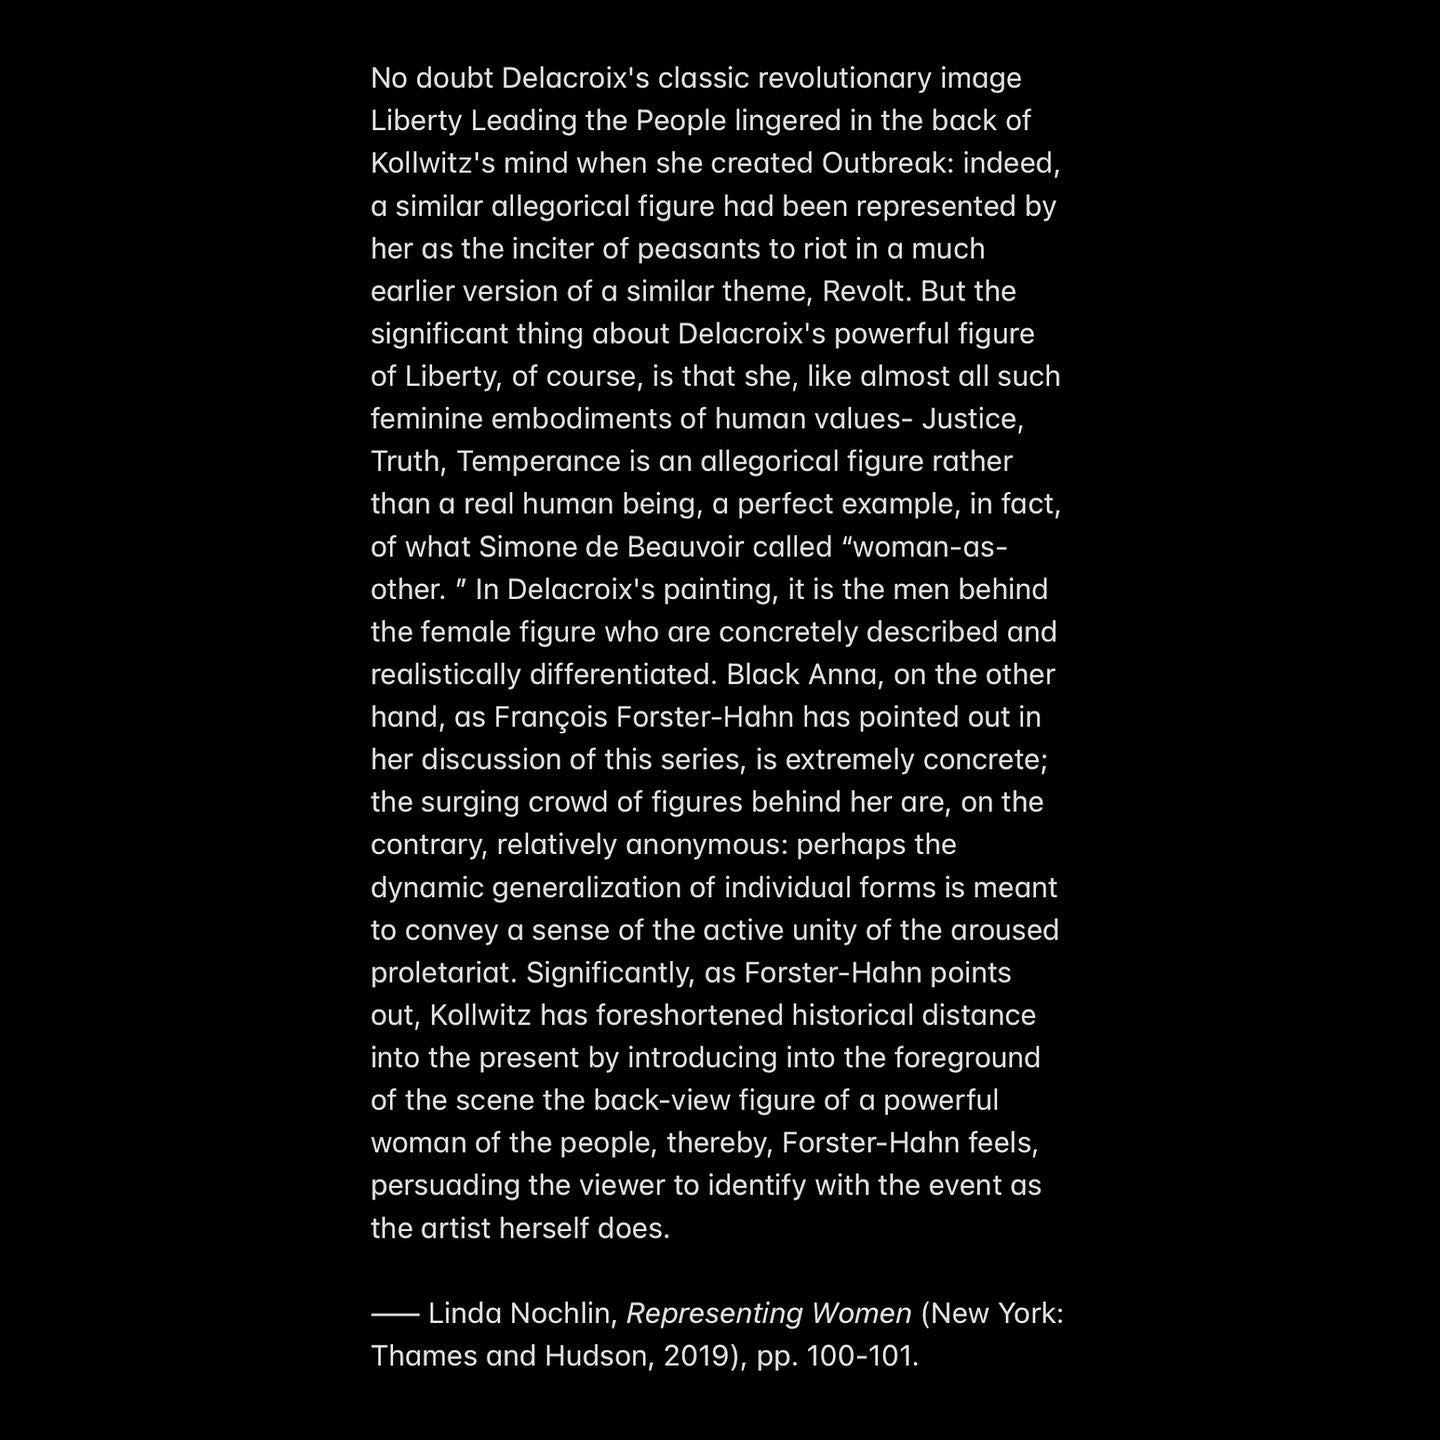 No doubt Delacroix's classic revolutionary image
Liberty Leading the People lingered in the back of
Kollwitz's mind when she created Outbreak: indeed,
a similar allegorical figure had been represented by
her as the inciter of peasants to riot in a much
earlier version of a similar theme, Revolt. But the
significant thing about Delacroix's powerful figure
of Liberty, of course, is that she, like almost all such
feminine embodiments of human values- Justice,
Truth, Temperance is an allegorical figure rather
than a real human being, a perfect example, in fact,
of what Simone de Beauvoir called “woman-as-
other. ” In Delacroix's painting, it is the men behind
the female figure who are concretely described and
realistically differentiated. Black Anna, on the other
hand, as François Forster-Hahn has pointed out in
her discussion of this series, is extremely concrete;
the surging crowd of figures behind her are, on the
contrary, relatively anonymous: perhaps the
dynamic generalization of individual forms is meant
to convey a sense of the active unity of the aroused
proletariat. Significantly, as Forster-Hahn points
out, Kollwitz has foreshortened historical distance
into the present by introducing into the foreground
of the scene the back-view figure of a powerful
woman of the people, thereby, Forster-Hahn feels,
persuading the viewer to identify with the event as
the artist herself does.
—— Linda Nochlin, Representing Women (New York:
Thames and Hudson, 2019), pp. 100-101.